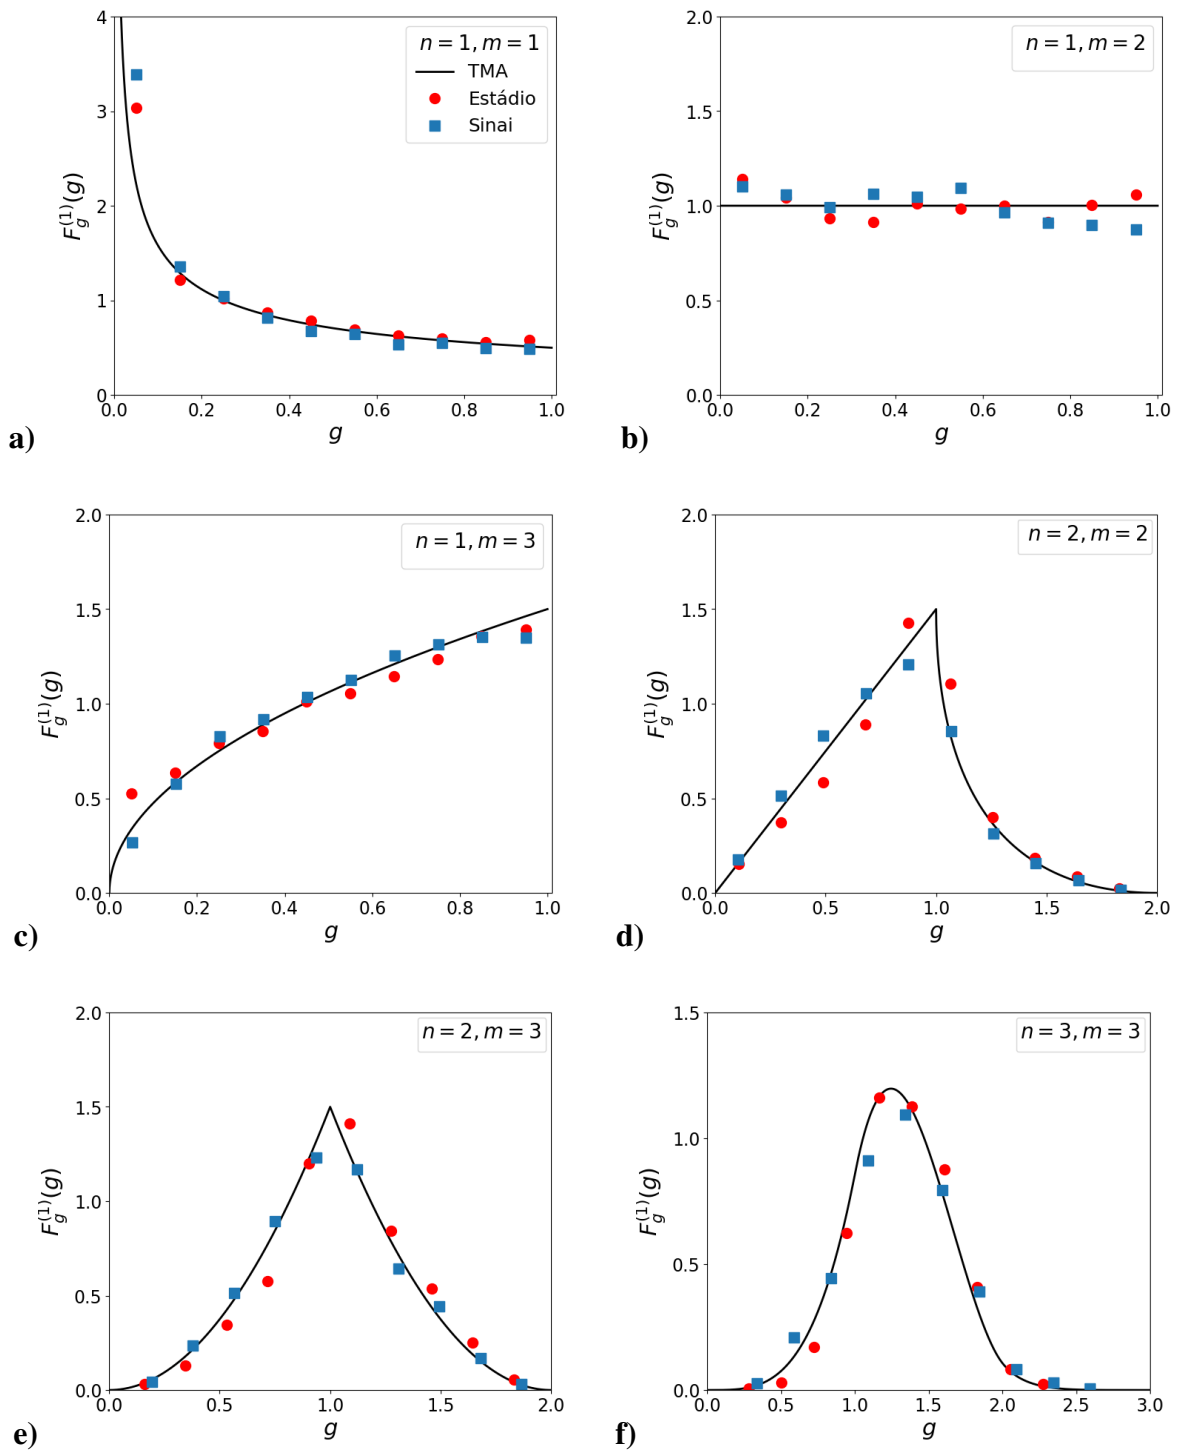 n = 1, m = 1
TMA
Estádio
Sinai
F_g^{(1)}(g)
4
3
2
1
0
0.0 0.2 0.4 0.6 0.8 1.0
g
a)
n = 1, m = 2
F_g^{(1)}(g)
2.0
1.5
1.0
0.5
0.0
0.0 0.2 0.4 0.6 0.8 1.0
g
b)
n = 1, m = 3
F_g^{(1)}(g)
2.0
1.5
1.0
0.5
0.0
0.0 0.2 0.4 0.6 0.8 1.0
g
c)
n = 2, m = 2
F_g^{(1)}(g)
2.0
1.5
1.0
0.5
0.0
0.0 0.5 1.0 1.5 2.0
g
d)
n = 2, m = 3
F_g^{(1)}(g)
2.0
1.5
1.0
0.5
0.0
0.0 0.5 1.0 1.5 2.0
g
e)
n = 3, m = 3
F_g^{(1)}(g)
1.5
1.0
0.5
0.0
0.0 0.5 1.0 1.5 2.0 2.5 3.0
g
f)